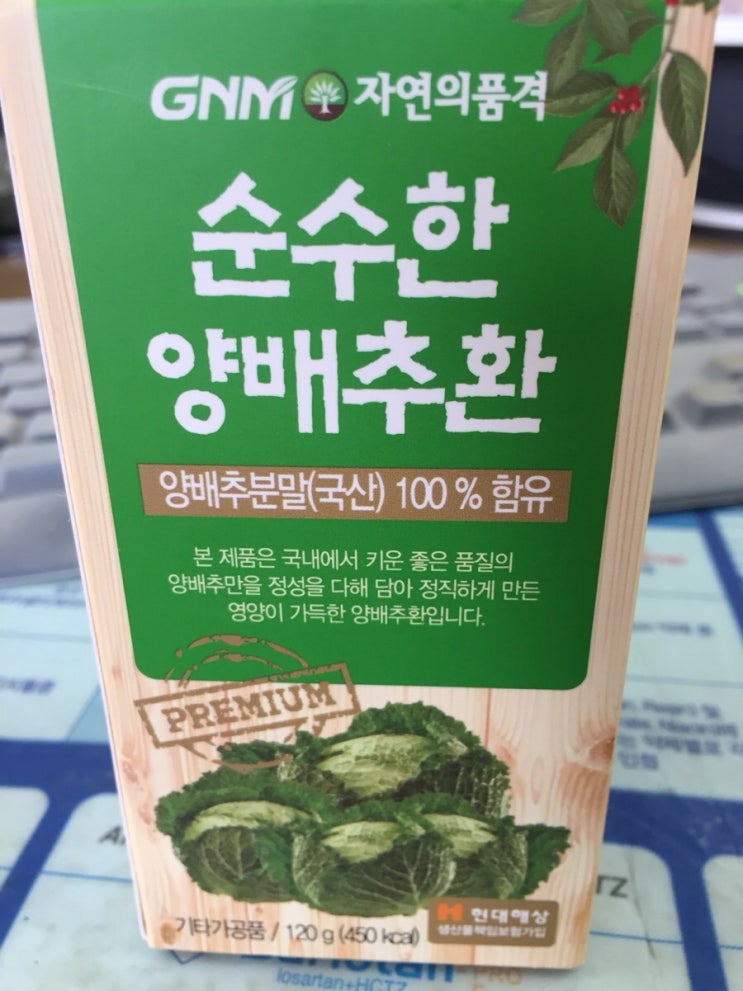 GNM 자연의품격
순수한
양배추환
양배추분말(국산) 100 % 함유
본 제품은 국내에서 키운 좋은 품질의
양배추만을 정성을 다해 담아 정직하게 만든
영양이 가득한 양배추환입니다.
PREMIUM
H 현대해상
생산물책임보험가입
기타가공품 / 120 g (450 kcal)
PRO
losartan+HCTZ